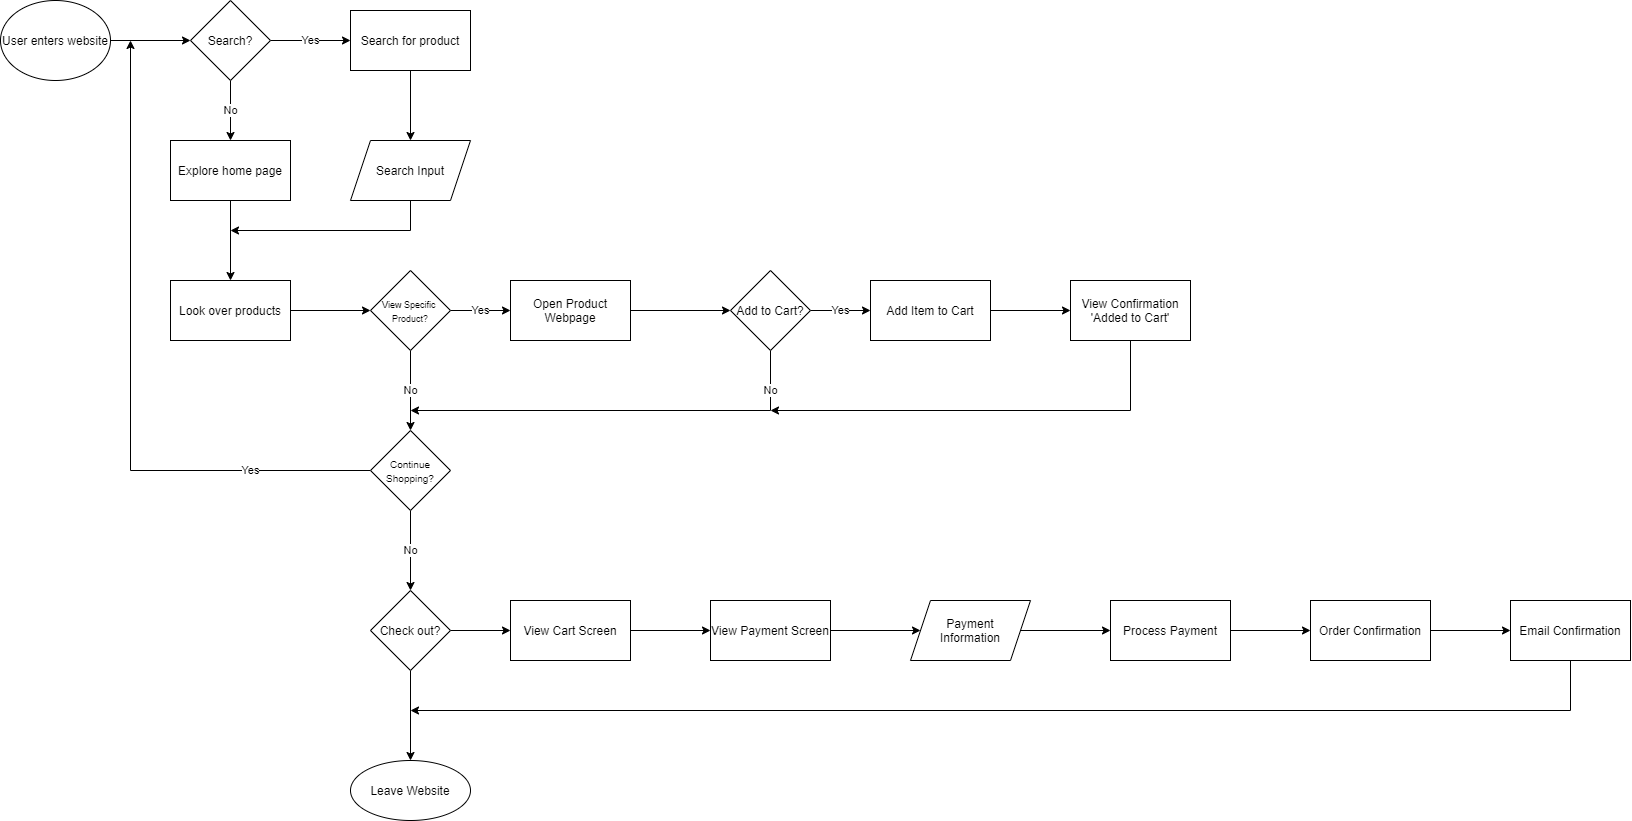 User enters website
Search?
Yes
Search for product
No
Explore home page
Search Input
Look over products
View Specific
Product?
Yes
Open Product
Webpage
Add to Cart?
Yes
Add Item to Cart
View Confirmation
'Added to Cart'
No
No
Continue
Shopping?
Yes
No
Check out?
View Cart Screen
View Payment Screen
Payment
Information
Process Payment
Order Confirmation
Email Confirmation
Leave Website